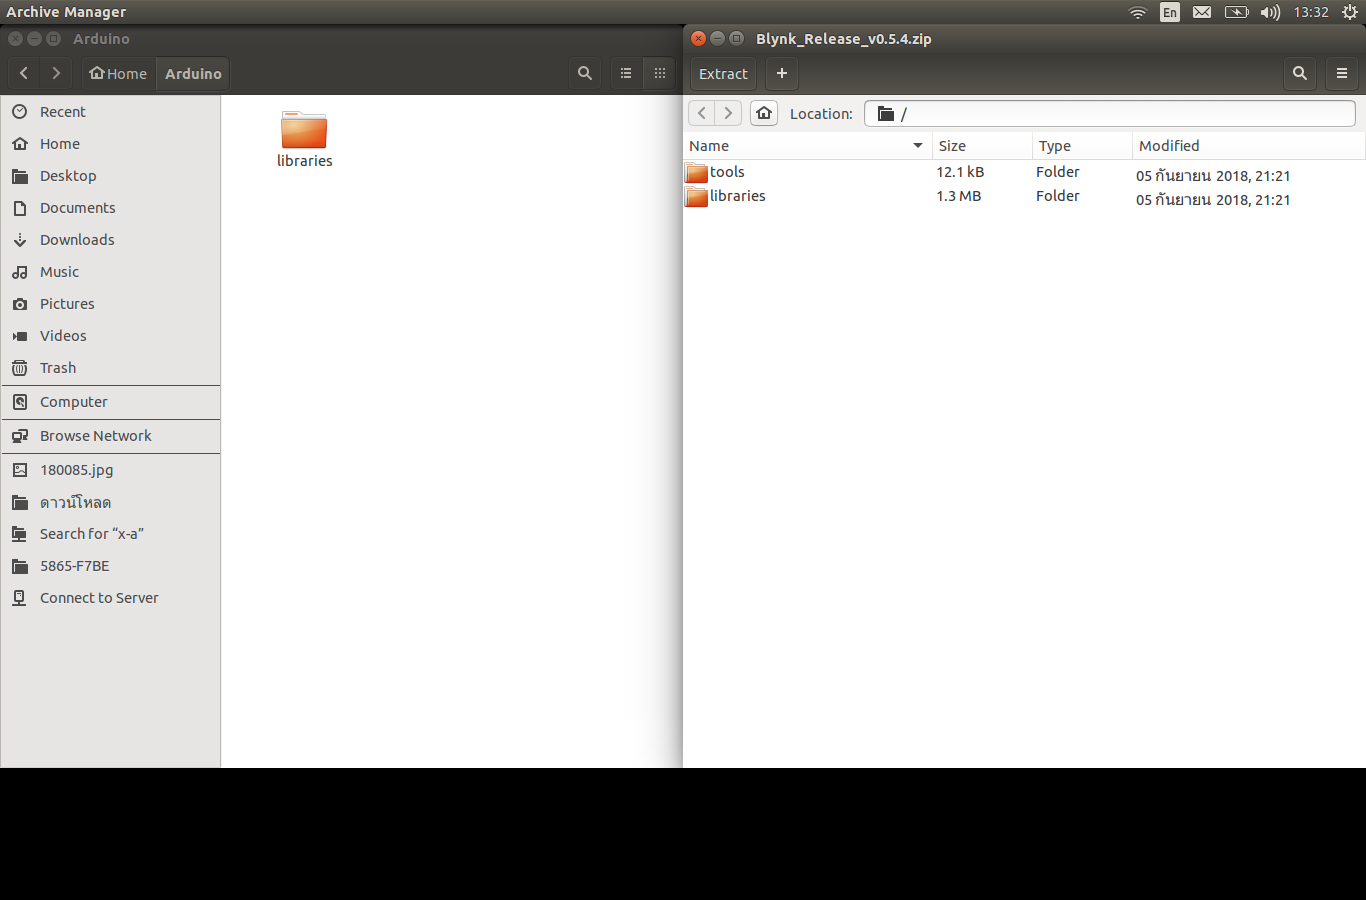 Archive Manager
En
13:32
Arduino
Home
Arduino
Recent
Home
Desktop
Documents
Downloads
Music
Pictures
Videos
Trash
Computer
Browse Network
180085.jpg
ดาวน์โหลด
Search for “x-a”
5865-F7BE
Connect to Server
libraries
Blynk_Release_v0.5.4.zip
Extract
Location: /
Name Size Type Modified
tools 12.1 kB Folder 05 กันยายน 2018, 21:21
libraries 1.3 MB Folder 05 กันยายน 2018, 21:21